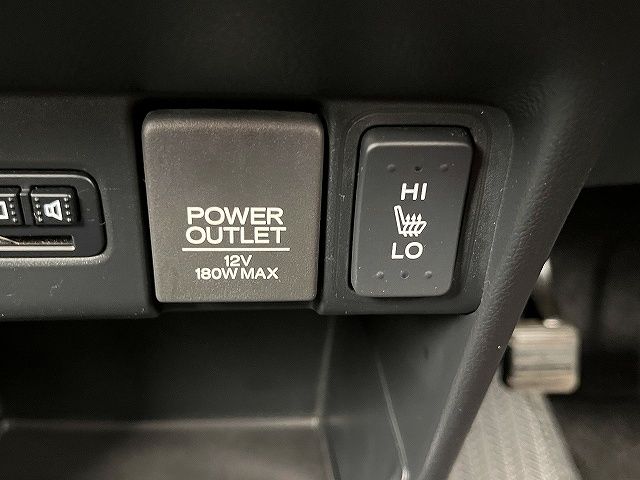 POWER
OUTLET
12V
180W MAX
HI
LO